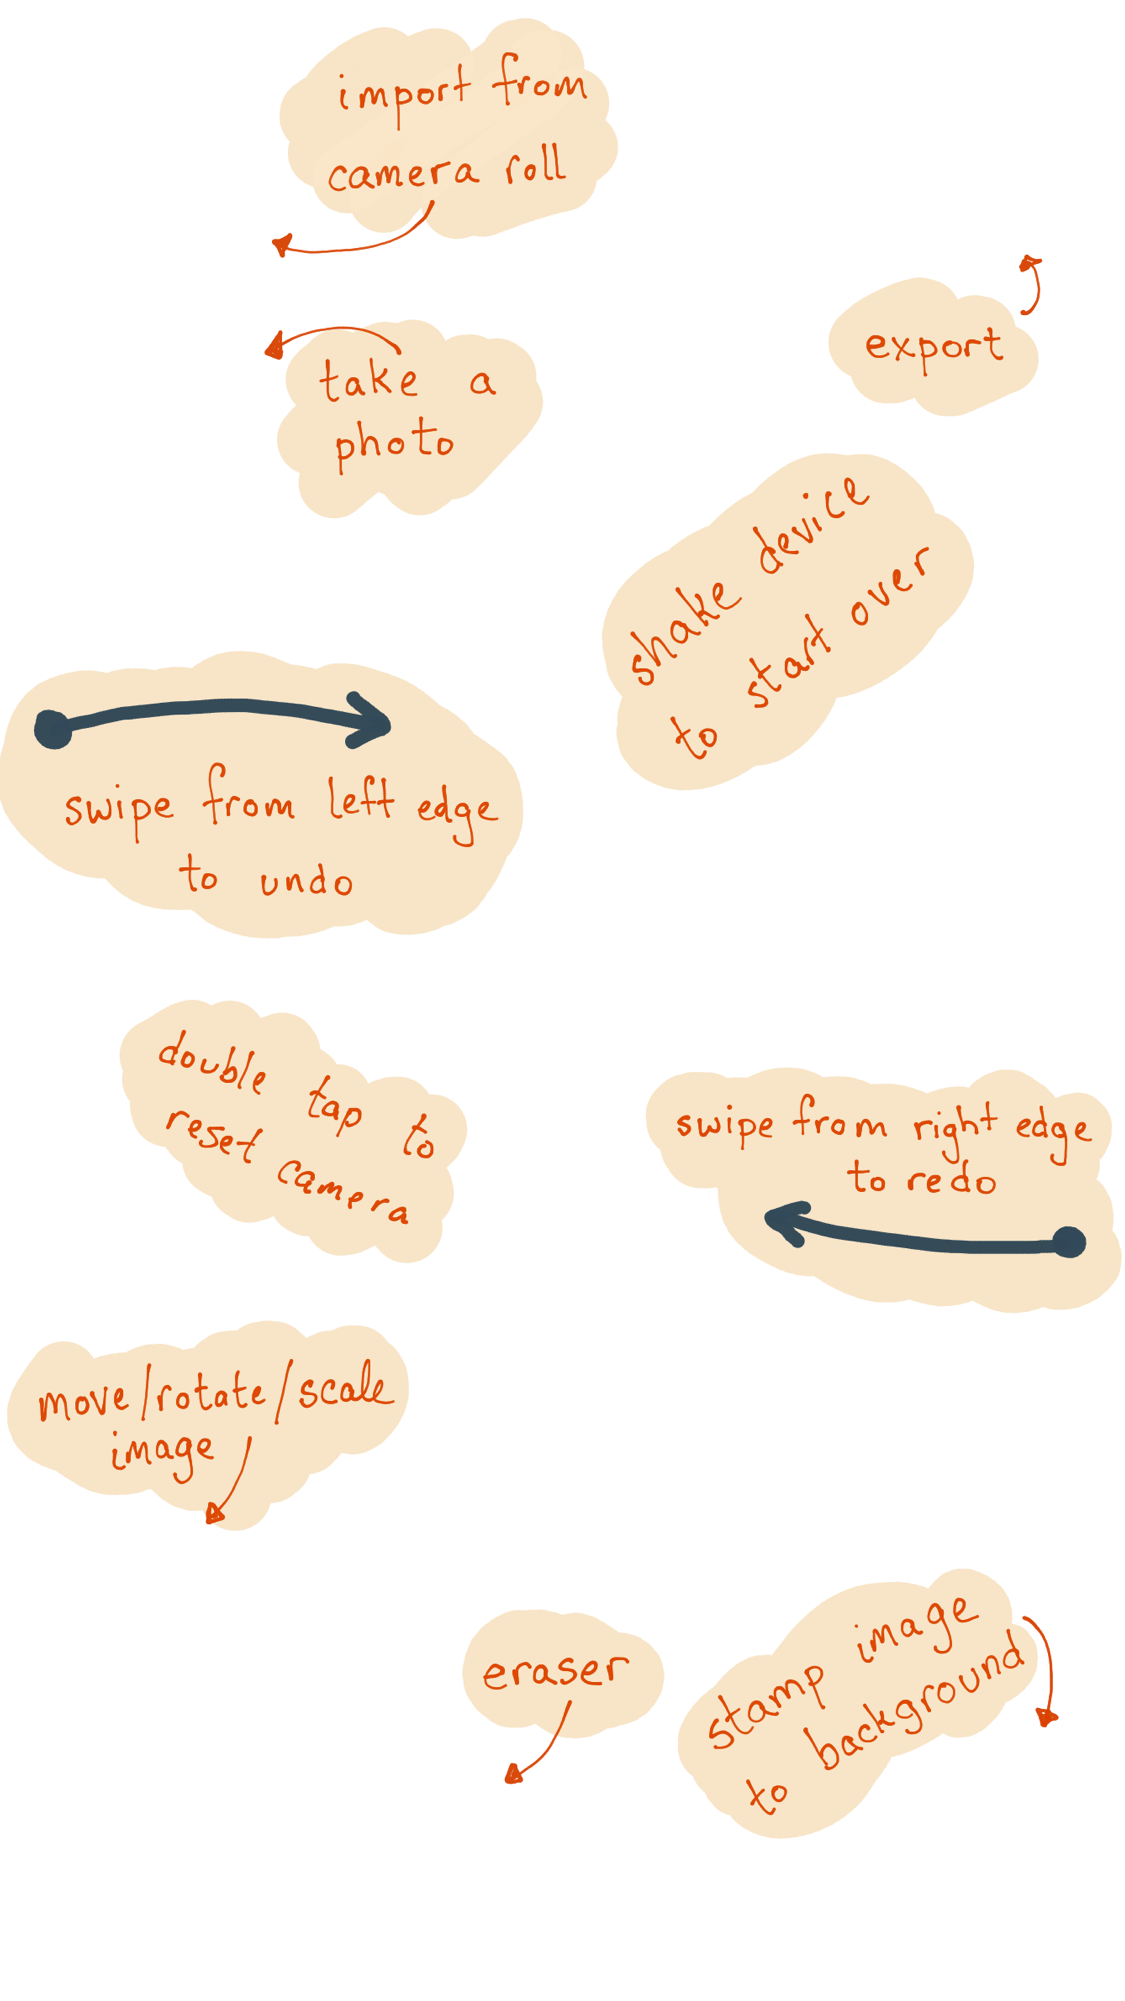 import from
camera roll
export
take a
photo
shake device
to start over
swipe from left edge
to undo
double tap to
reset camera
swipe from right edge
to redo
move/rotate/scale
image
eraser
stamp image
to background